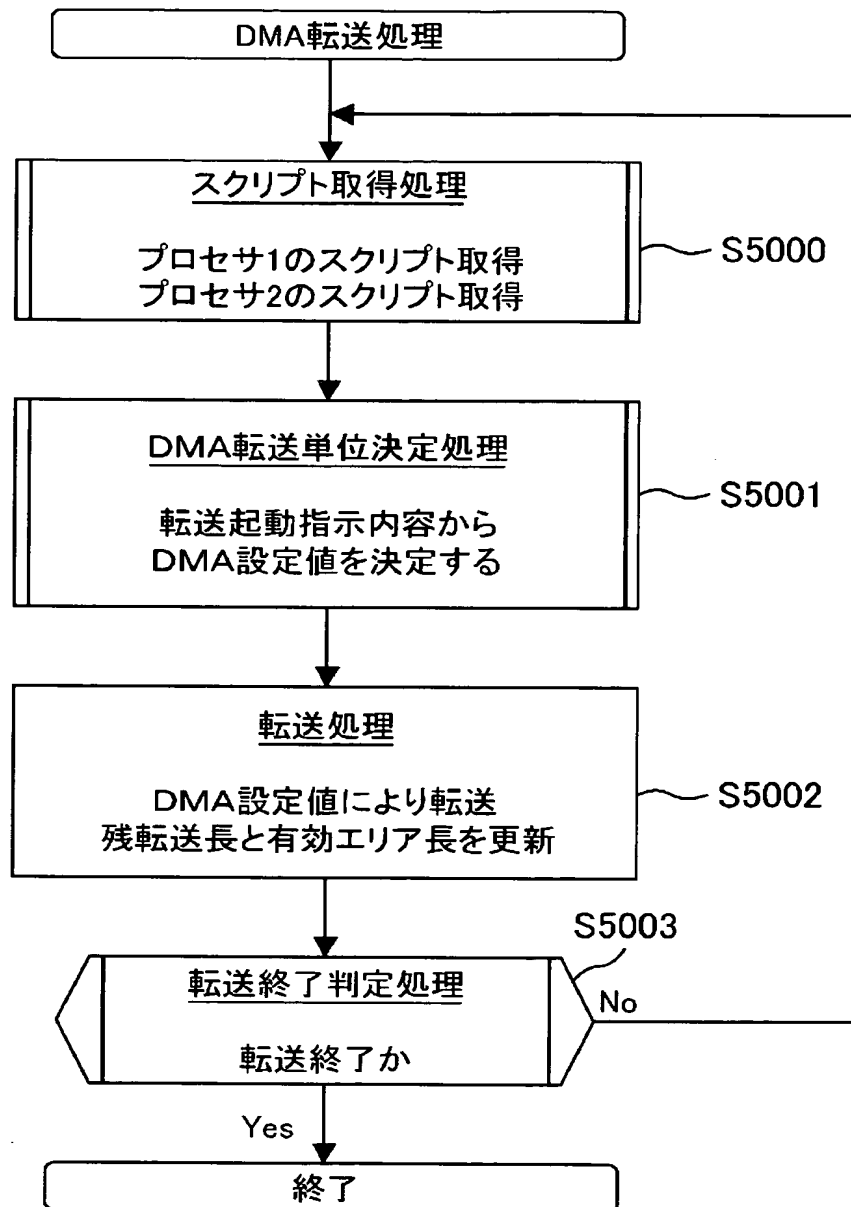 DMA転送処理
スクリプト取得処理
プロセサ1のスクリプト取得
プロセサ2のスクリプト取得
S5000
DMA転送単位決定処理
転送起動指示内容から
DMA設定値を決定する
S5001
転送処理
DMA設定値により転送
残転送長と有効エリア長を更新
S5002
S5003
転送終了判定処理
転送終了か
No
Yes
終了